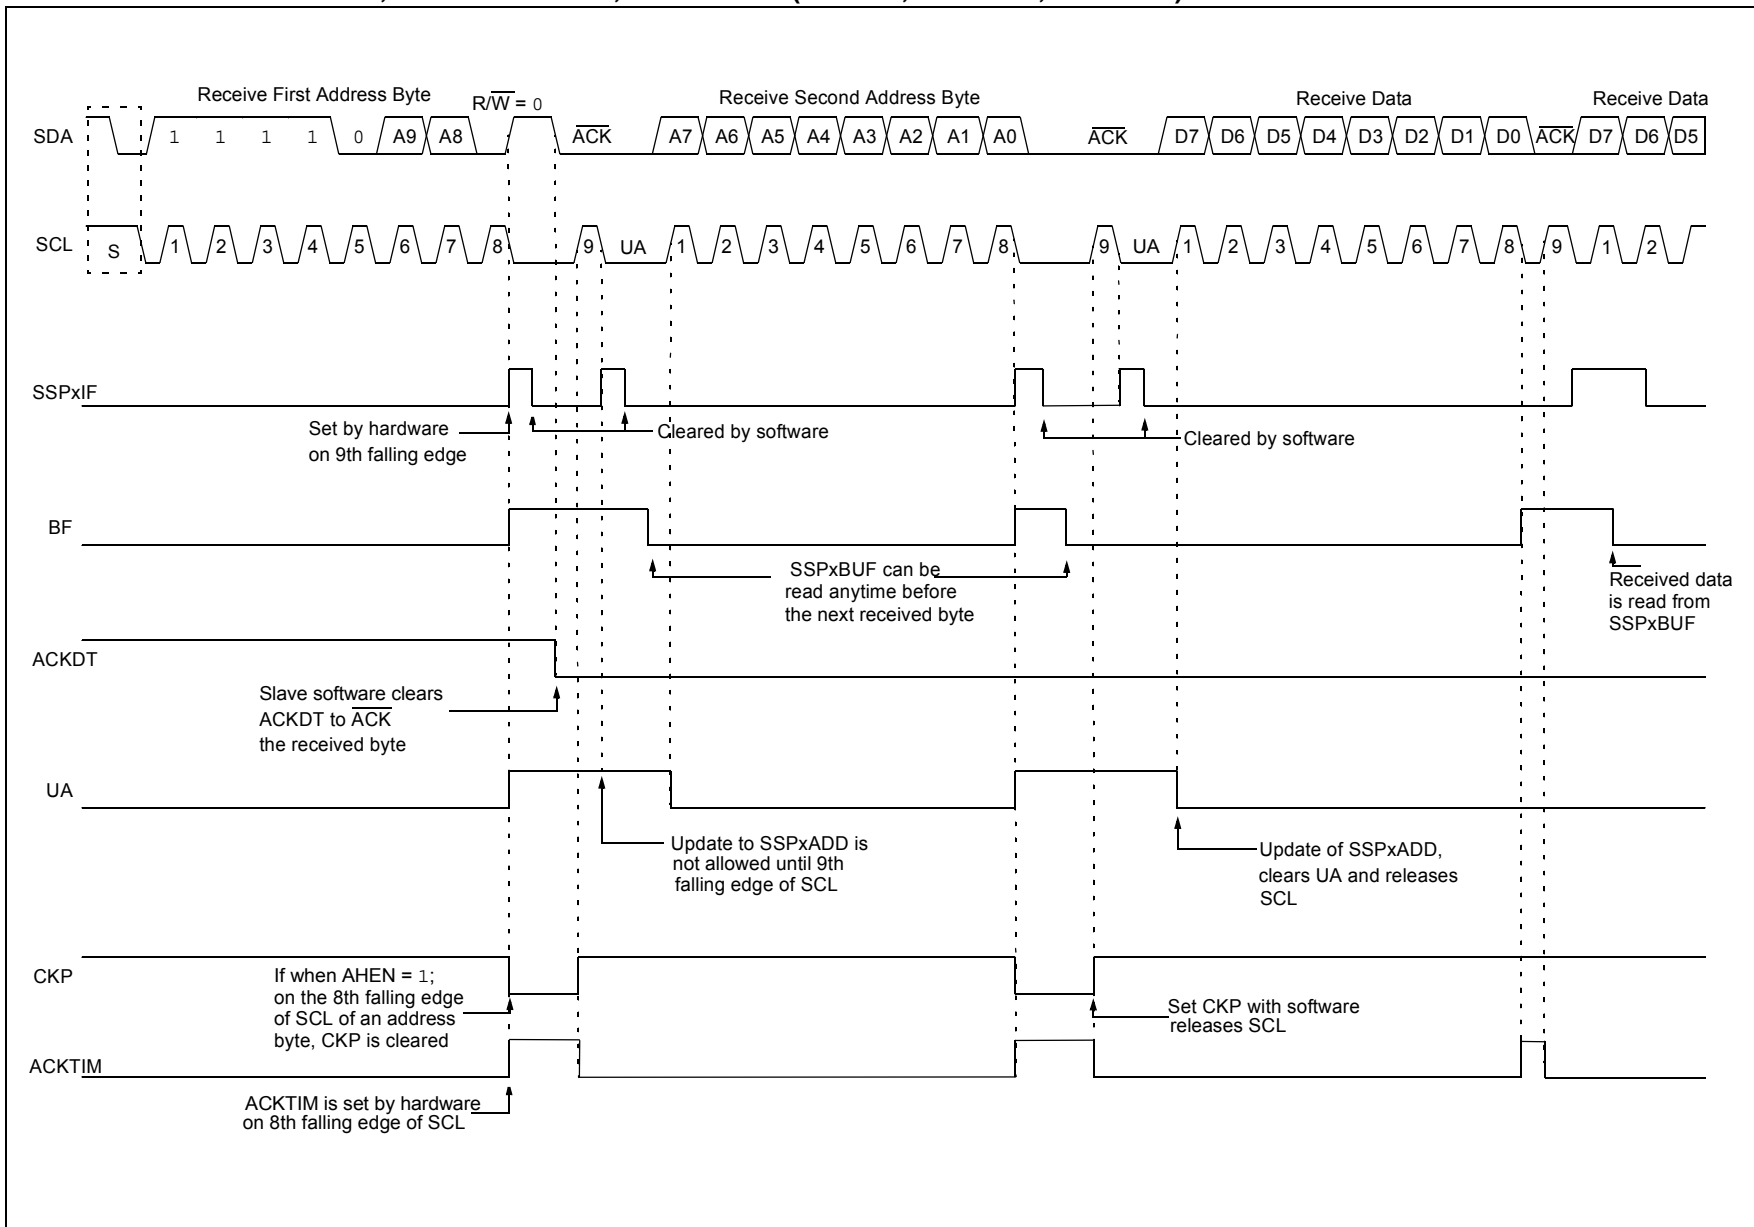 Receive First Address Byte
R/W = 0
Receive Second Address Byte
Receive Data
Receive Data
SDA
1 1 1 1 0 A9 A8 ACK A7 A6 A5 A4 A3 A2 A1 A0 ACK D7 D6 D5 D4 D3 D2 D1 D0 ACK D7 D6 D5
SCL
S 1 2 3 4 5 6 7 8 9 UA 1 2 3 4 5 6 7 8 9 UA 1 2 3 4 5 6 7 8 9 1 2
SSPxIF
Set by hardware
on 9th falling edge
Cleared by software
Cleared by software
BF
SSPxBUF can be
read anytime before
the next received byte
Received data
is read from
SSPxBUF
ACKDT
Slave software clears
ACKDT to ACK
the received byte
UA
Update to SSPxADD is
not allowed until 9th
falling edge of SCL
Update of SSPxADD,
clears UA and releases
SCL
CKP
If when AHEN = 1;
on the 8th falling edge
of SCL of an address
byte, CKP is cleared
Set CKP with software
releases SCL
ACKTIM
ACKTIM is set by hardware
on 8th falling edge of SCL